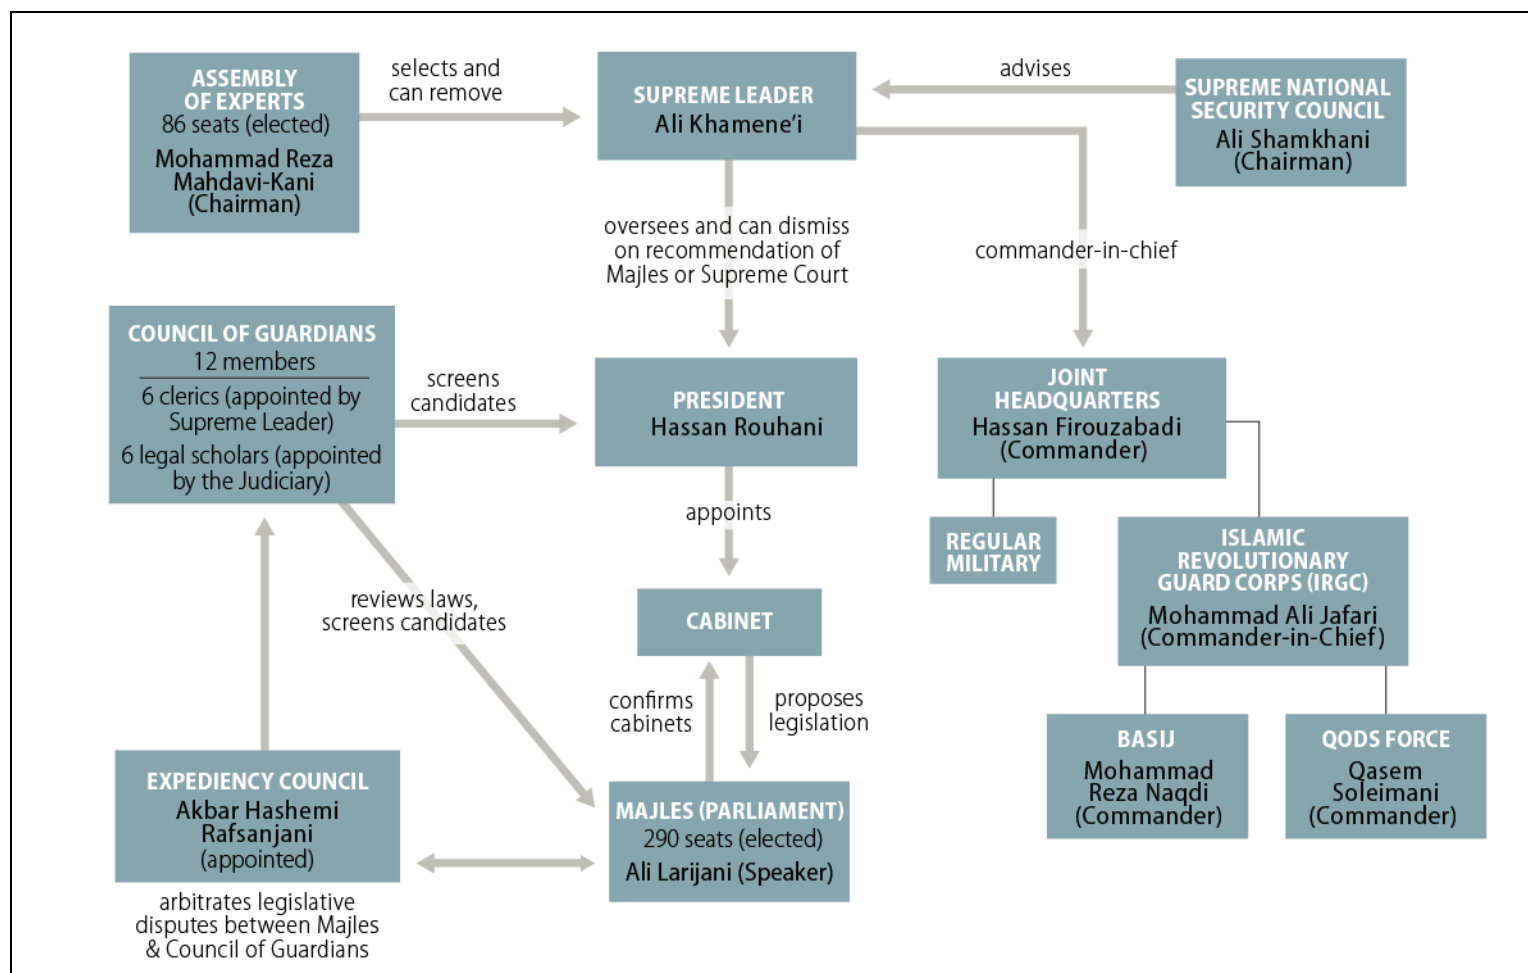 ASSEMBLY
OF EXPERTS
86 seats (elected)
Mohammad Reza
Mahdavi-Kani
(Chairman)
selects and
can remove
SUPREME LEADER
Ali Khamene’i
advises
SUPREME NATIONAL
SECURITY COUNCIL
Ali Shamkhani
(Chairman)
oversees and can dismiss
on recommendation of
Majles or Supreme Court
commander-in-chief
COUNCIL OF GUARDIANS
12 members
6 clerics (appointed by
Supreme Leader)
6 legal scholars (appointed
by the Judiciary)
screens
candidates
PRESIDENT
Hassan Rouhani
JOINT
HEADQUARTERS
Hassan Firouzabadi
(Commander)
appoints
REGULAR
MILITARY
ISLAMIC
REVOLUTIONARY
GUARD CORPS (IRGC)
Mohammad Ali Jafari
(Commander-in-Chief)
reviews laws,
screens candidates
CABINET
confirms
cabinets
proposes
legislation
BASIJ
Mohammad
Reza Naqdi
(Commander)
QODS FORCE
Qasem
Soleimani
(Commander)
EXPEDIENCY COUNCIL
Akbar Hashemi
Rafsanjani
(appointed)
MAJLES (PARLIAMENT)
290 seats (elected)
Ali Larijani (Speaker)
arbitrates legislative
disputes between Majles
& Council of Guardians